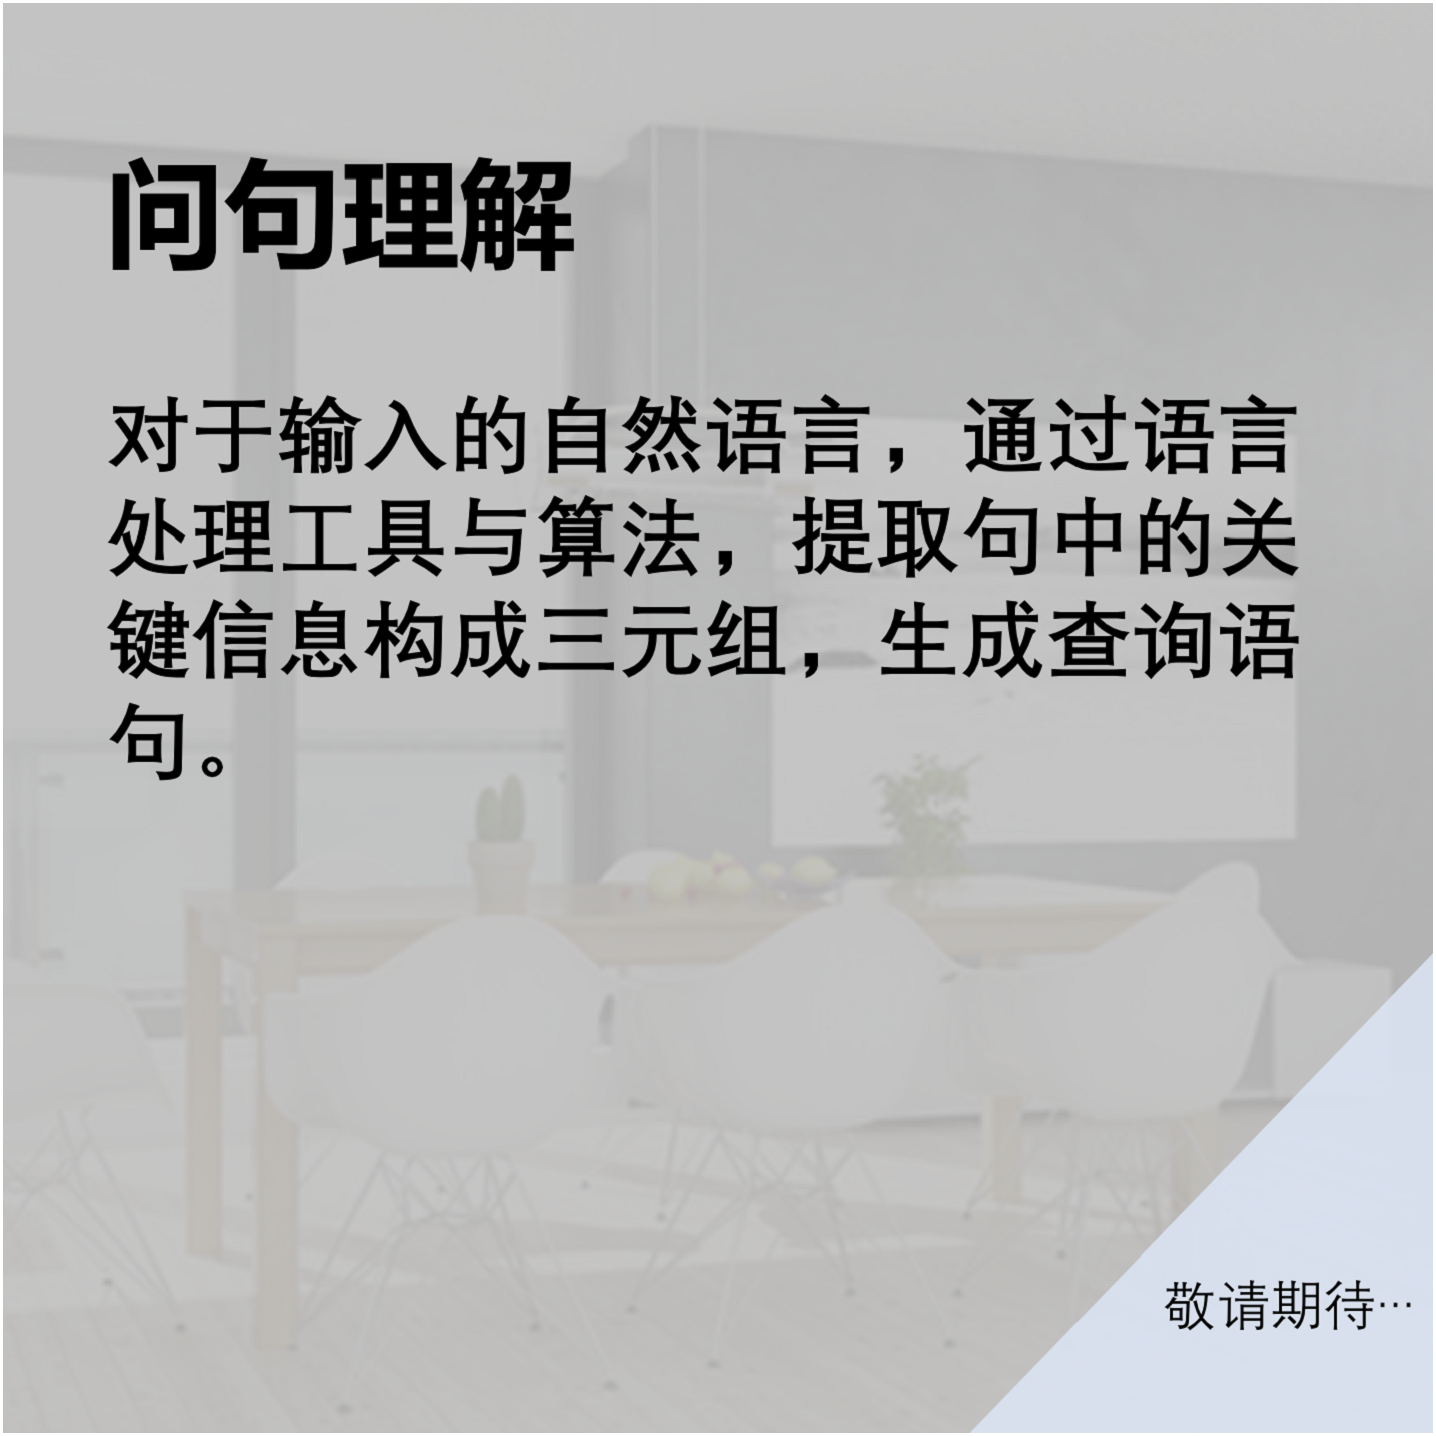 问句理解
对于输入的自然语言，通过语言
处理工具与算法，提取句中的关
键信息构成三元组，生成查询语
句。
敬请期待…